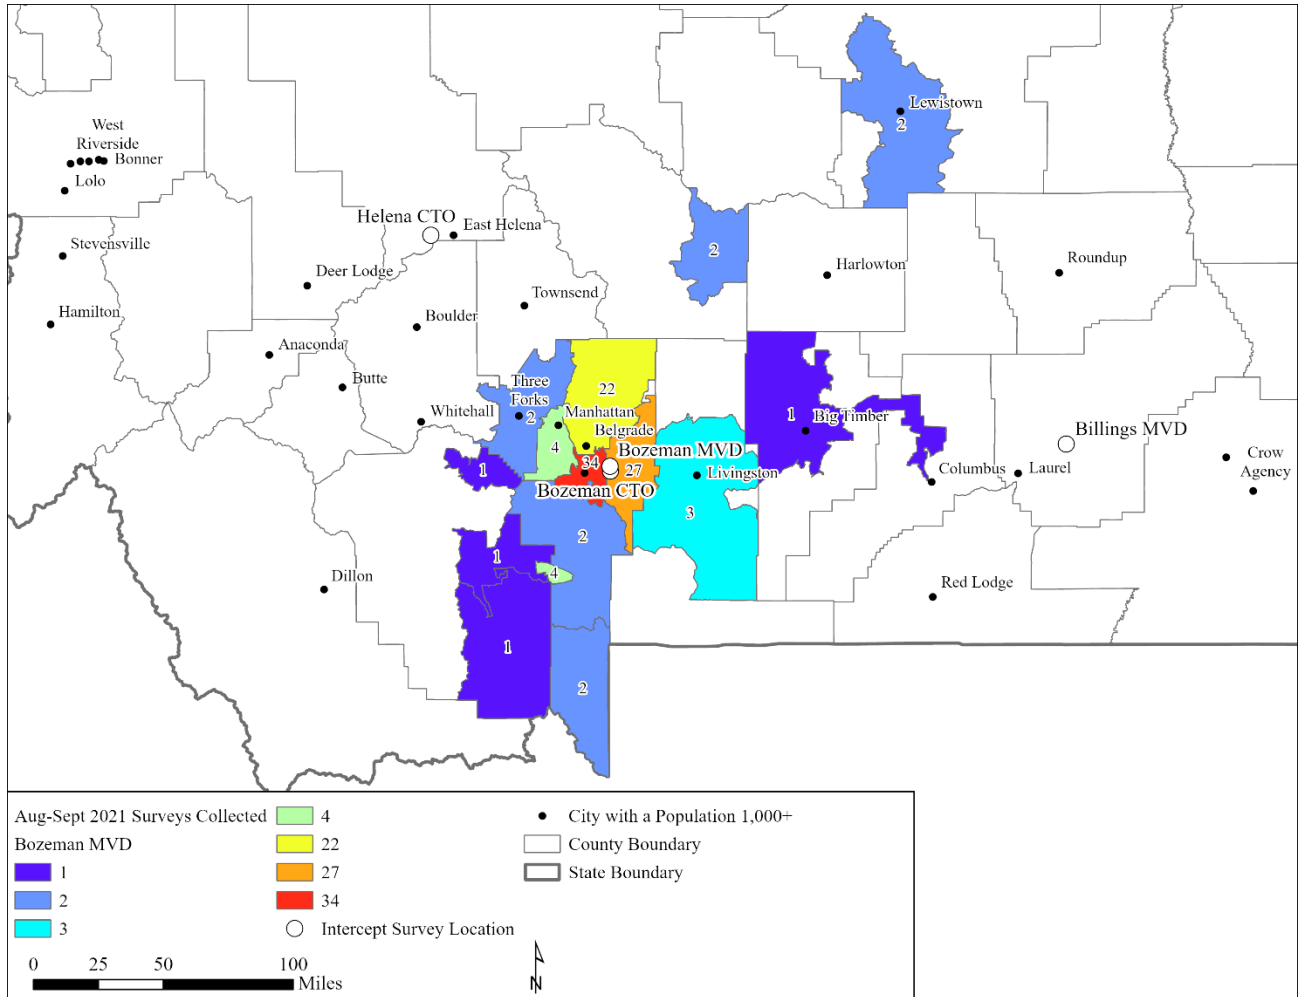 Lewistown
2
West
Riverside
Bonner
Lolo
Helena CTO
East Helena
Stevensville
2
Harlowton
Roundup
Deer Lodge
Townsend
Hamilton
Boulder
Anaconda
Butte
Three
Forks
2
22
Whitehall
Manhattan
Belgrade
1
Big Timber
Billings MVD
4
34
Bozeman MVD
27
1
Livingston
Columbus
Laurel
Crow
Agency
Bozeman CTO
3
2
1
4
Dillon
Red Lodge
1
2
Aug-Sept 2021 Surveys Collected
Bozeman MVD
1
2
3
4
22
27
34
Intercept Survey Location
City with a Population 1,000+
County Boundary
State Boundary
0 25 50 100
Miles
N